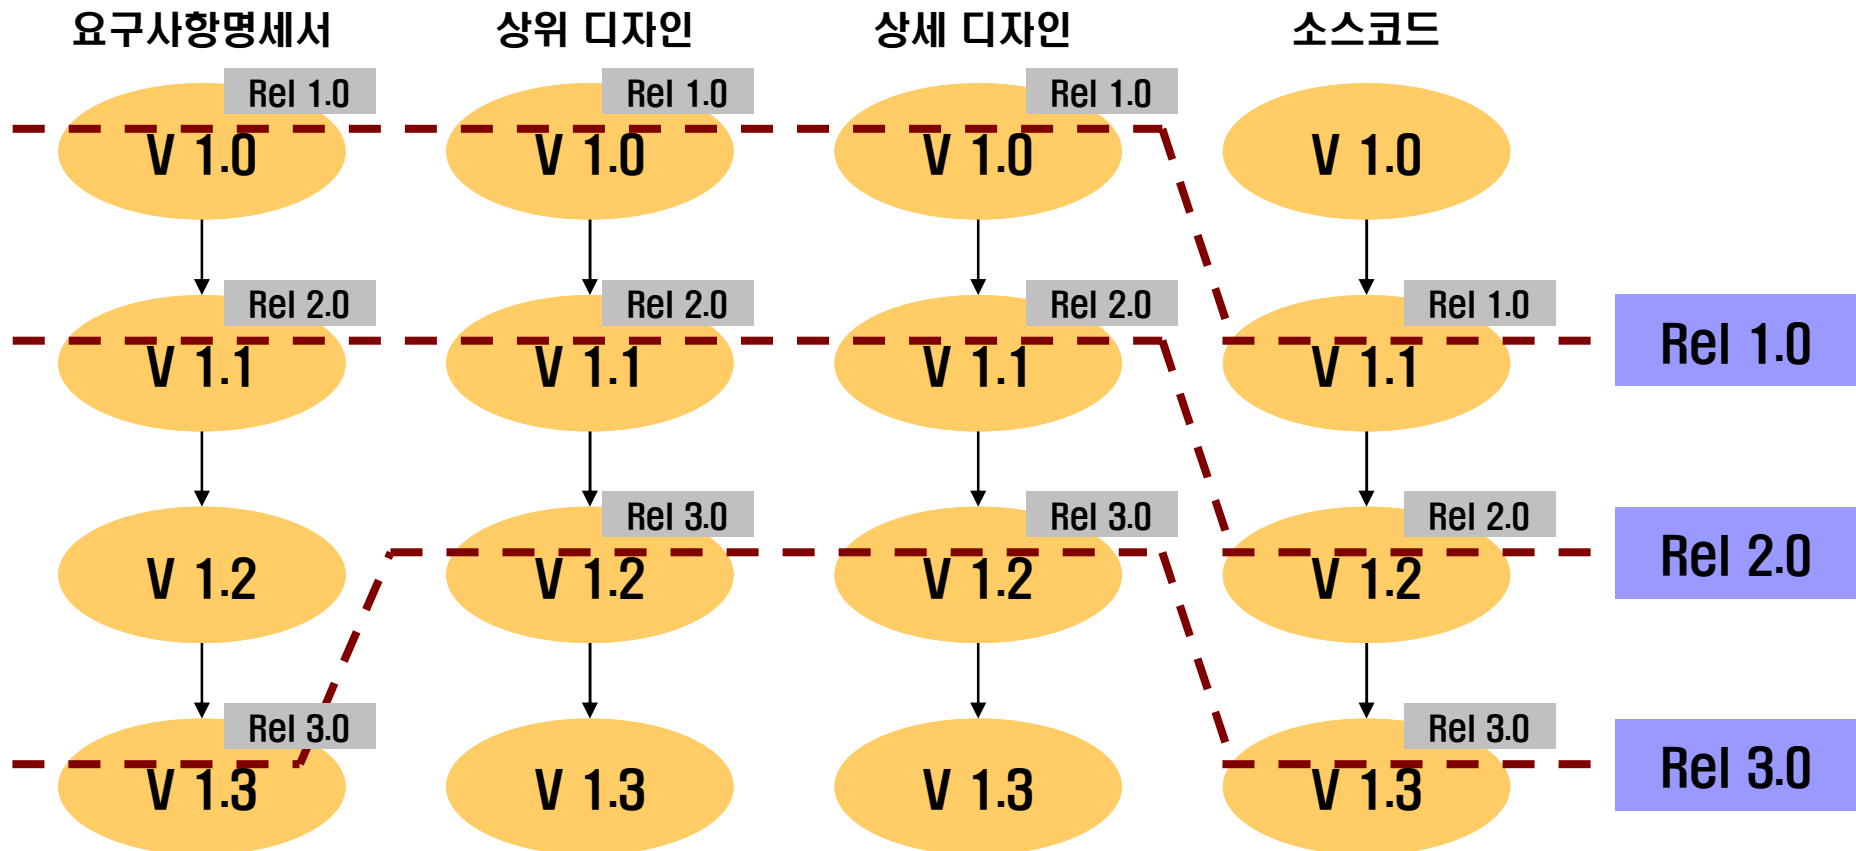 요구사항명세서 상위 디자인 상세 디자인 소스코드
Rel 1.0 Rel 1.0 Rel 1.0
V 1.0 V 1.0 V 1.0 V 1.0
Rel 2.0 Rel 2.0 Rel 2.0 Rel 1.0
V 1.1 V 1.1 V 1.1 V 1.1 Rel 1.0
Rel 3.0 Rel 3.0 Rel 2.0
V 1.2 V 1.2 V 1.2 V 1.2 Rel 2.0
Rel 3.0 Rel 3.0
V 1.3 V 1.3 V 1.3 V 1.3 Rel 3.0